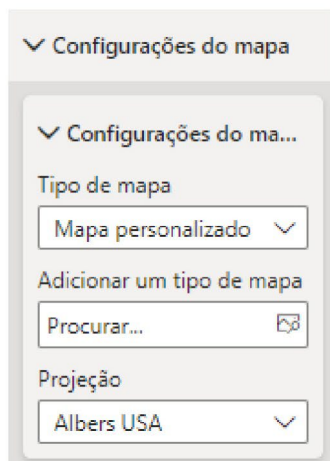 Configurações do mapa
Configurações do ma...
Tipo de mapa
Mapa personalizado
Adicionar um tipo de mapa
Procurar...
Projeção
Albers USA